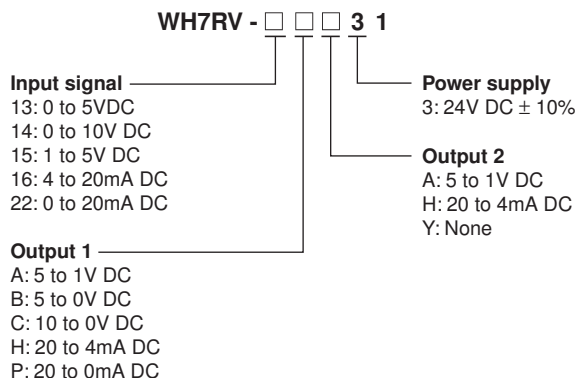 WH7RV - □ □ □ 3 1
Input signal
13: 0 to 5VDC
14: 0 to 10V DC
15: 1 to 5V DC
16: 4 to 20mA DC
22: 0 to 20mA DC
Output 1
A: 5 to 1V DC
B: 5 to 0V DC
C: 10 to 0V DC
H: 20 to 4mA DC
P: 20 to 0mA DC
Power supply
3: 24V DC ± 10%
Output 2
A: 5 to 1V DC
H: 20 to 4mA DC
Y: None